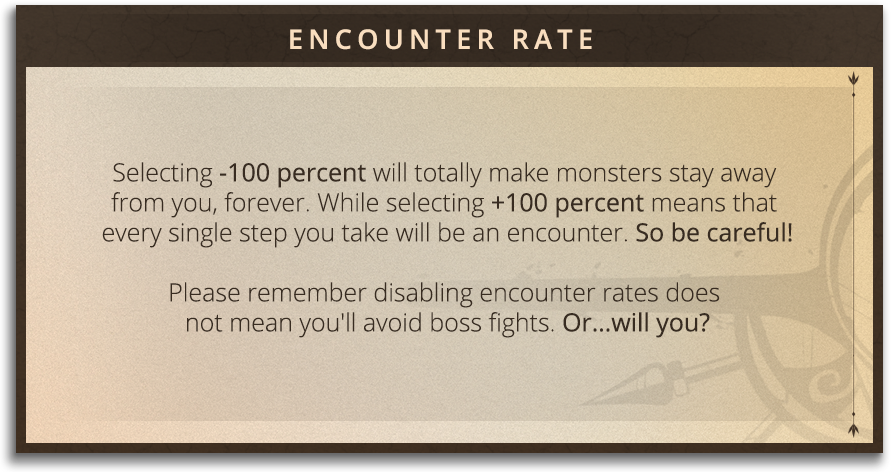 ENCOUNTER RATE
Selecting -100 percent will totally make monsters stay away
from you, forever. While selecting +100 percent means that
every single step you take will be an encounter. So be careful!
Please remember disabling encounter rates does
not mean you'll avoid boss fights. Or...will you?